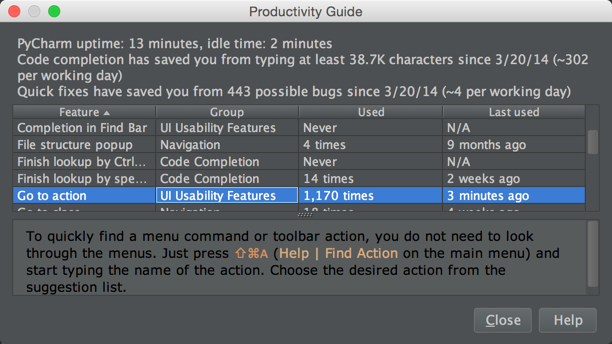 Productivity Guide
PyCharm uptime: 13 minutes, idle time: 2 minutes
Code completion has saved you from typing at least 38.7K characters since 3/20/14 (~302
per working day)
Quick fixes have saved you from 443 possible bugs since 3/20/14 (~4 per working day)
Feature Group Used Last used
Completion in Find Bar UI Usability Features Never N/A
File structure popup Navigation 4 times 9 months ago
Finish lookup by Ctrl... Code Completion Never N/A
Finish lookup by spe... Code Completion 14 times 2 weeks ago
Go to action UI Usability Features 1,170 times 3 minutes ago
To quickly find a menu command or toolbar action, you do not need to look
through the menus. Just press ⇧⌘A (Help | Find Action on the main menu) and
start typing the name of the action. Choose the desired action from the
suggestion list.
Close Help